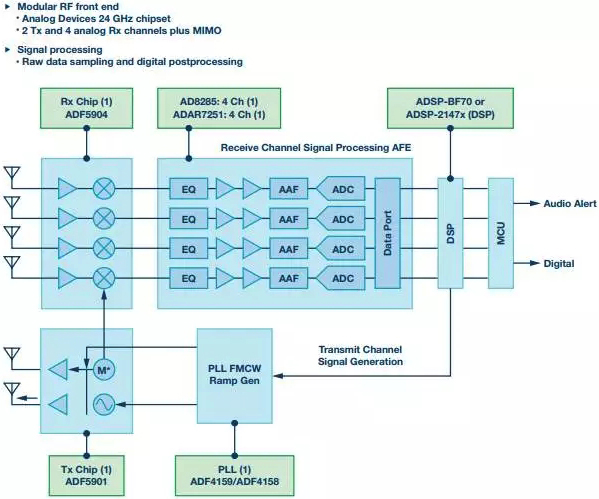 ▸ Modular RF front end
• Analog Devices 24 GHz chipset
• 2 Tx and 4 analog Rx channels plus MIMO
▸ Signal processing
• Raw data sampling and digital postprocessing
Rx Chip (1)
ADF5904
AD8285: 4 Ch (1)
ADAR7251: 4 Ch (1)
ADSP-BF70 or
ADSP-2147x (DSP)
Receive Channel Signal Processing AFE
EQ
AAF
ADC
EQ
AAF
ADC
EQ
AAF
ADC
EQ
AAF
ADC
Data Port
DSP
MCU
Audio Alert
Digital
M*
PLL FMCW
Ramp Gen
Transmit Channel
Signal Generation
Tx Chip (1)
ADF5901
PLL (1)
ADF4159/ADF4158